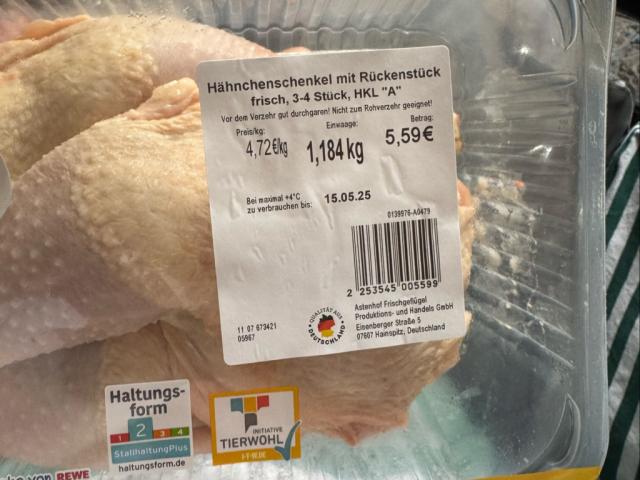 Hähnchenschenkel mit Rückenstück
frisch, 3-4 Stück, HKL "A"
Vor dem Verzehr gut durchgaren! Nicht zum Rohverzehr geeignet!
Preis/kg: Einwaage: Betrag:
4,72€/kg 1,184kg 5,59€
Bei maximal +4°C
zu verbrauchen bis: 15.05.25
0139976-A0479
2 253545 005599
QUALITÄT AUS
DEUTSCHLAND
Astenhof Frischgeflügel
Produktions- und Handels GmbH
Eisenberger Straße 5
07607 Hainspitz, Deutschland
11 07 673421
05967
Haltungs-
form
1 2 3 4
StallhaltungPlus
haltungsform.de
INITIATIVE
TIERWOHL
I-T-W.DE
von REWE